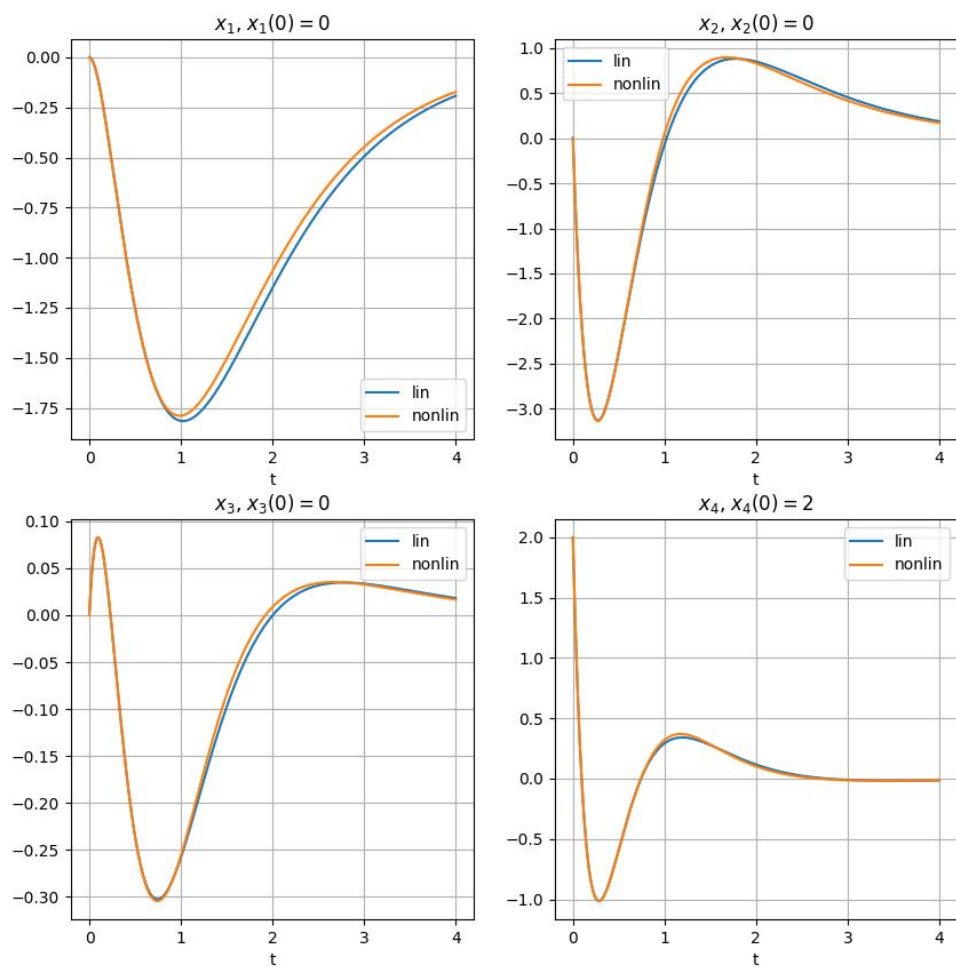 x₁, x₁(0) = 0
0.00
−0.25
−0.50
−0.75
−1.00
−1.25
−1.50
−1.75
lin
nonlin
0 1 2 3 4
t
x₂, x₂(0) = 0
1.0
0.5
0.0
−0.5
−1.0
−1.5
−2.0
−2.5
−3.0
lin
nonlin
0 1 2 3 4
t
x₃, x₃(0) = 0
0.10
0.05
0.00
−0.05
−0.10
−0.15
−0.20
−0.25
−0.30
lin
nonlin
0 1 2 3 4
t
x₄, x₄(0) = 2
2.0
1.5
1.0
0.5
0.0
−0.5
−1.0
lin
nonlin
0 1 2 3 4
t